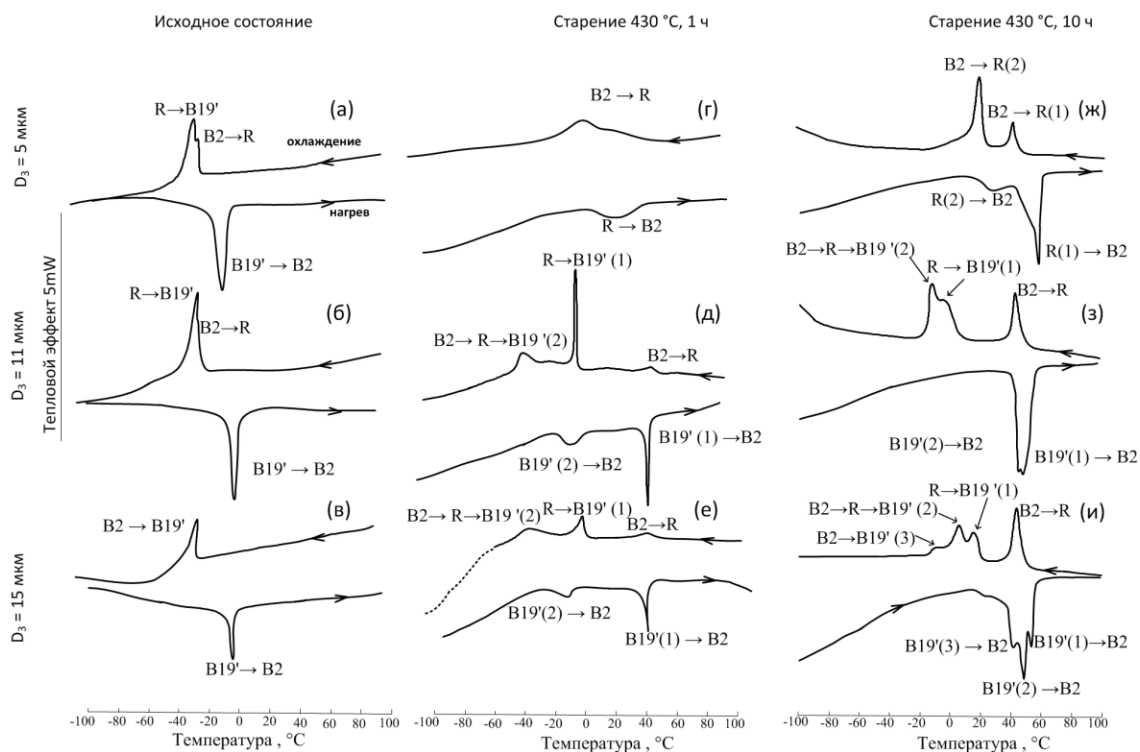 Исходное состояние
Старение 430 °C, 1 ч
Старение 430 °C, 10 ч
D₃ = 5 мкм
D₃ = 11 мкм
D₃ = 15 мкм
Тепловой эффект 5mW
(а)
R→B19'
B2→R
охлаждение
нагрев
B19' → B2
(г)
B2 → R
R → B2
(ж)
B2 → R(2)
B2 → R(1)
R(2) → B2
R(1) → B2
(б)
R→B19'
B2→R
B19' → B2
(д)
R→B19' (1)
B2→ R→B19 '(2)
B2→R
B19' (1) →B2
B19' (2) →B2
(з)
B2→R→B19 '(2)
R → B19'(1)
B2→R
B19'(2)→B2
B19'(1)→ B2
(в)
B2 → B19'
B19'→ B2
(е)
B2→ R→B19 '(2)
R→B19' (1)
B2→R
B19'(2) → B2
B19'(1) → B2
(и)
R→B19 '(1)
B2→R→B19 '(2)
B2→R
B2→B19' (3)
B19'(3) → B2
B19'(1)→B2
B19'(2) →B2
-100 -80 -60 -40 -20 0 20 40 60 80 100
Температура , °C
-100 -80 -60 -40 -20 0 20 40 60 80 100
Температура , °C
-100 -80 -60 -40 -20 0 20 40 60 80 100
Температура , °C